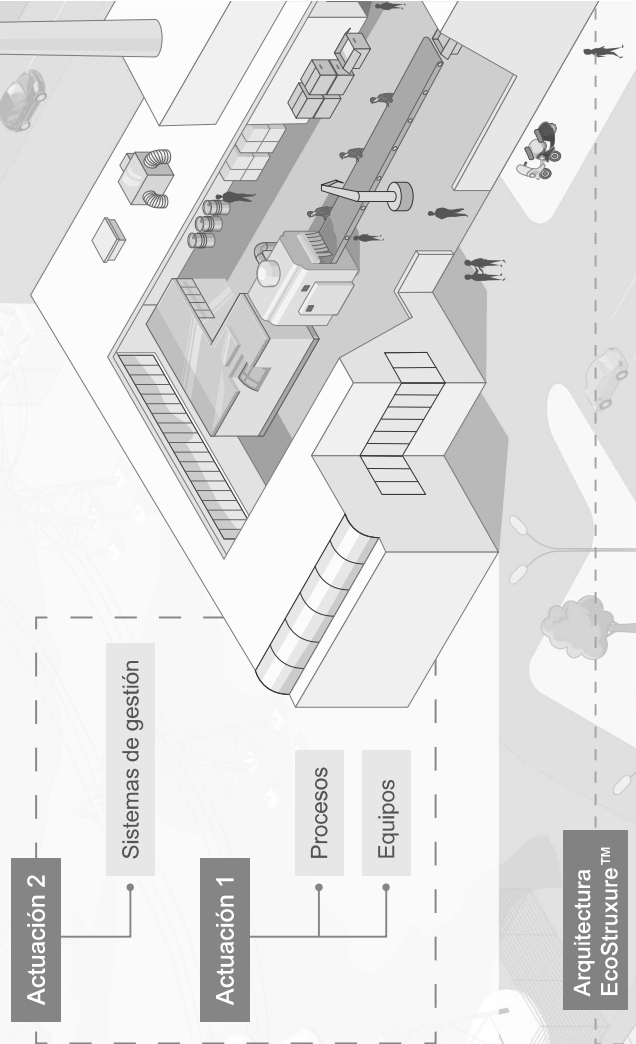 Actuación 2
Sistemas de gestión
Actuación 1
Procesos
Equipos
Arquitectura
EcoStruxure™